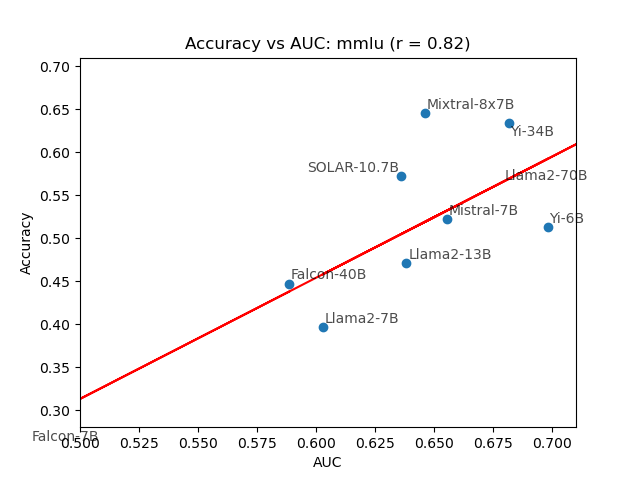 Accuracy vs AUC: mmlu (r = 0.82)
0.70
0.65
0.60
0.55
0.50
0.45
0.40
0.35
0.30
Accuracy
Mixtral-8x7B
Yi-34B
SOLAR-10.7B
Llama2-70B
Mistral-7B
Yi-6B
Llama2-13B
Falcon-40B
Llama2-7B
Falcon-7B
0.500 0.525 0.550 0.575 0.600 0.625 0.650 0.675 0.700
AUC